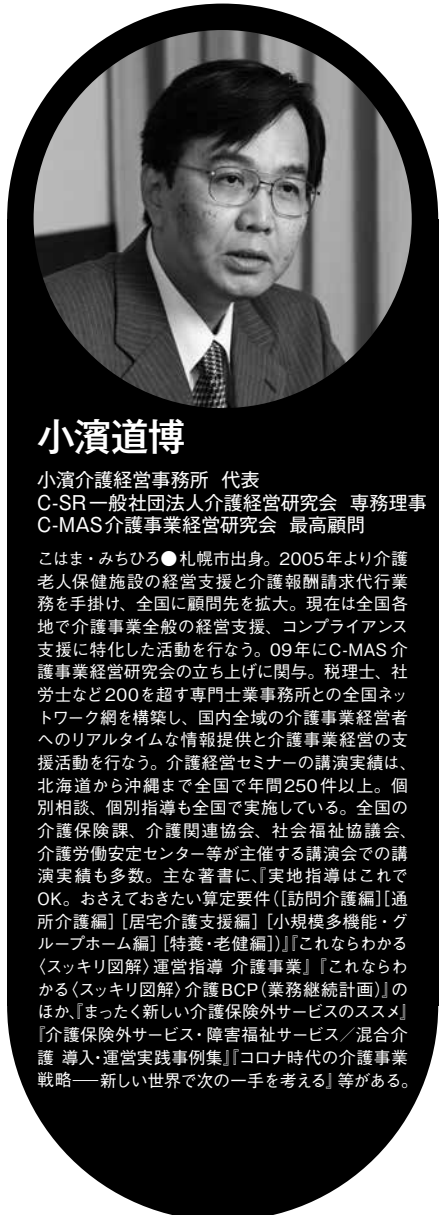 小濱道博
小濱介護経営事務所 代表
C-SR一般社団法人介護経営研究会 専務理事
C-MAS介護事業経営研究会 最高顧問
こはま・みちひろ●札幌市出身。2005年より介護
老人保健施設の経営支援と介護報酬請求代行業
務を手掛け、全国に顧問先を拡大。現在は全国各
地で介護事業全般の経営支援、コンプライアンス
支援に特化した活動を行なう。09年にC-MAS介
護事業経営研究会の立ち上げに関与。税理士、社
労士など200を超す専門士業事務所との全国ネッ
トワーク網を構築し、国内全域の介護事業経営者
へのリアルタイムな情報提供と介護事業経営の支
援活動を行なう。介護経営セミナーの講演実績は、
北海道から沖縄まで全国で年間250件以上。個
別相談、個別指導も全国で実施している。全国の
介護保険課、介護関連協会、社会福祉協議会、
介護労働安定センター等が主催する講演会での講
演実績も多数。主な著書に、『実地指導はこれで
OK。おさえておきたい算定要件([訪問介護編][通
所介護編][居宅介護支援編][小規模多機能・グ
ループホーム編][特養・老健編])』『これならわかる
〈スッキリ図解〉運営指導 介護事業』『これならわ
かる〈スッキリ図解〉介護BCP(業務継続計画)』の
ほか、『まったく新しい介護保険外サービスのススメ』
『介護保険外サービス・障害福祉サービス/混合介
護 導入・運営実践事例集』『コロナ時代の介護事業
戦略——新しい世界で次の一手を考える』等がある。